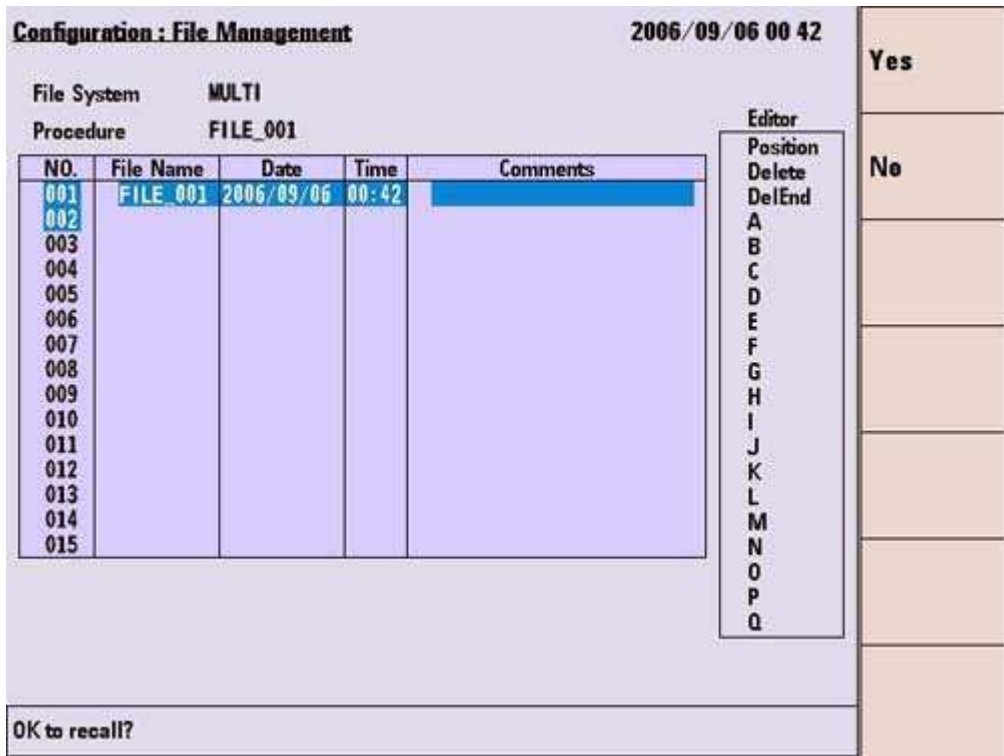 Configuration : File Management 2006/09/06 00 42
File System MULTI
Procedure FILE_001
NO. File Name Date Time Comments
001 FILE_001 2006/09/06 00:42
002
003
004
005
006
007
008
009
010
011
012
013
014
015
Editor
Position
Delete
DelEnd
A
B
C
D
E
F
G
H
I
J
K
L
M
N
O
P
Q
Yes
No
OK to recall?